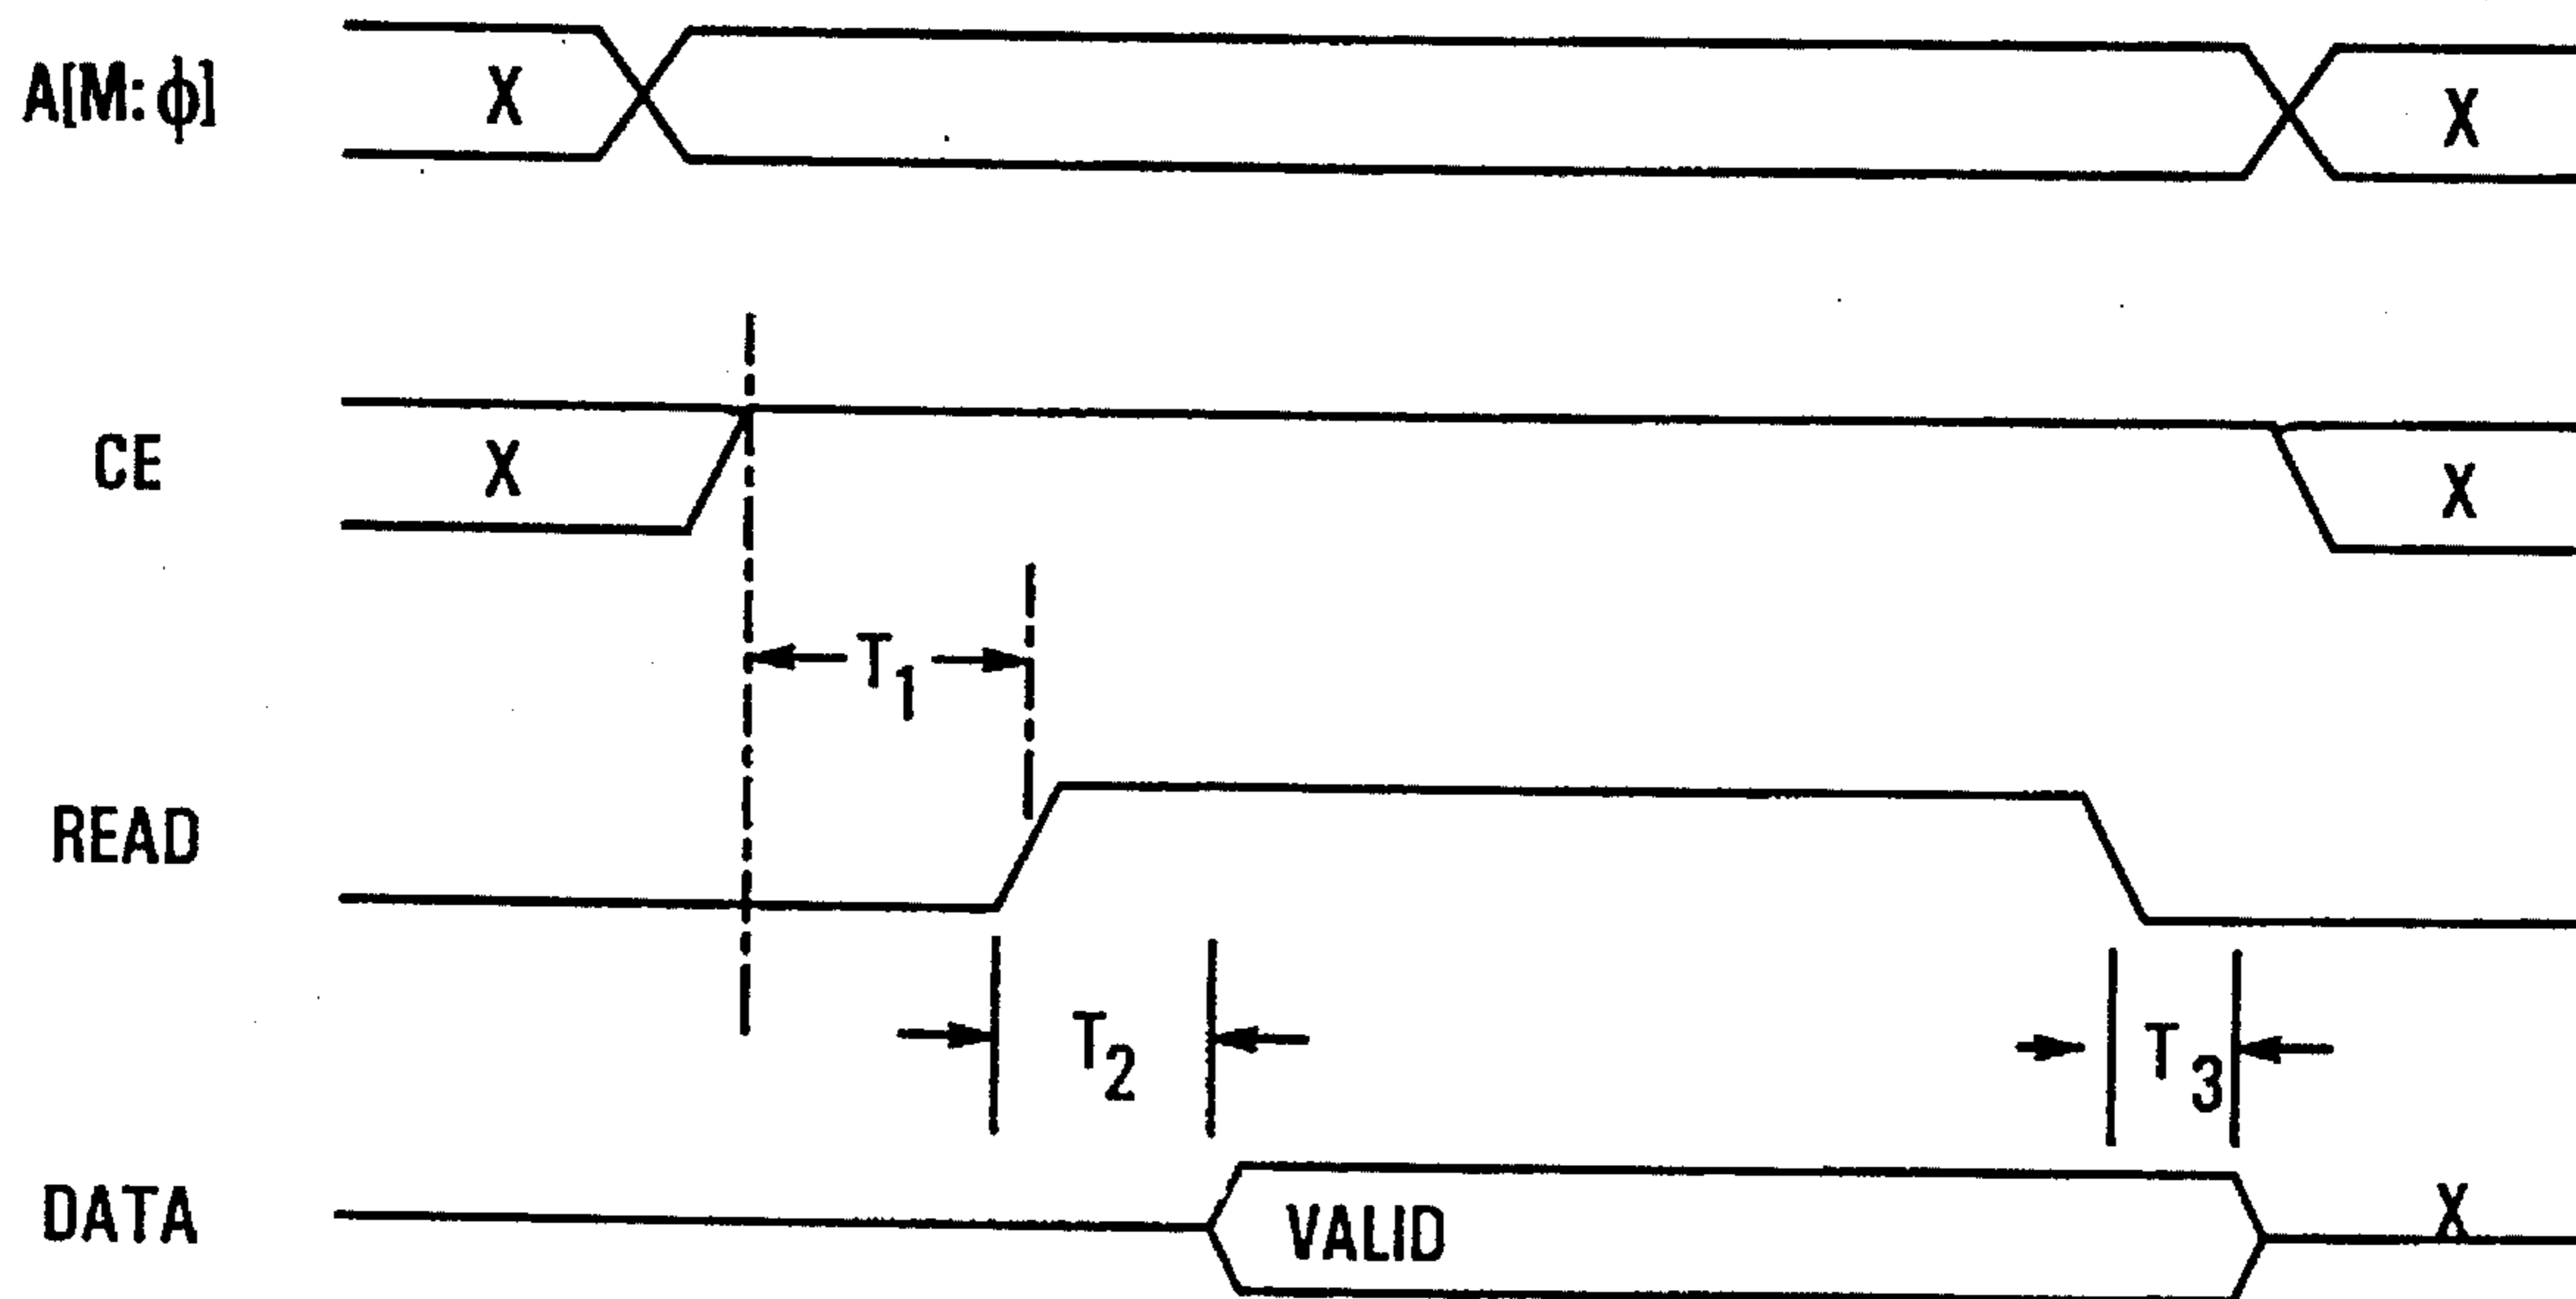 A[M:ϕ] X X
CE X X
T1
READ
T2 T3
DATA VALID X